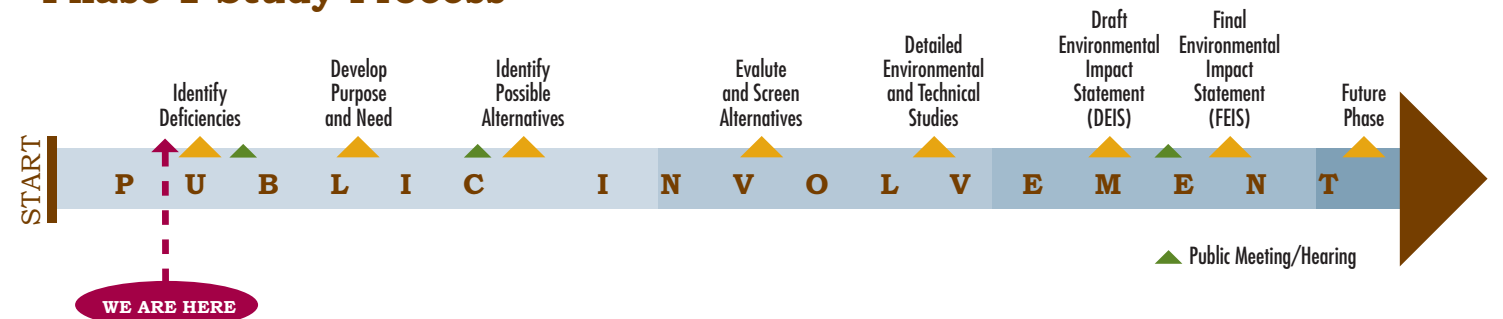 Phase I Study Process
Identify
Deficiencies
Develop
Purpose
and Need
Identify
Possible
Alternatives
Evalute
and Screen
Alternatives
Detailed
Environmental
and Technical
Studies
Draft
Environmental
Impact
Statement
(DEIS)
Final
Environmental
Impact
Statement
(FEIS)
Future
Phase
START
PUBLIC INVOLVEMENT
Public Meeting/Hearing
WE ARE HERE